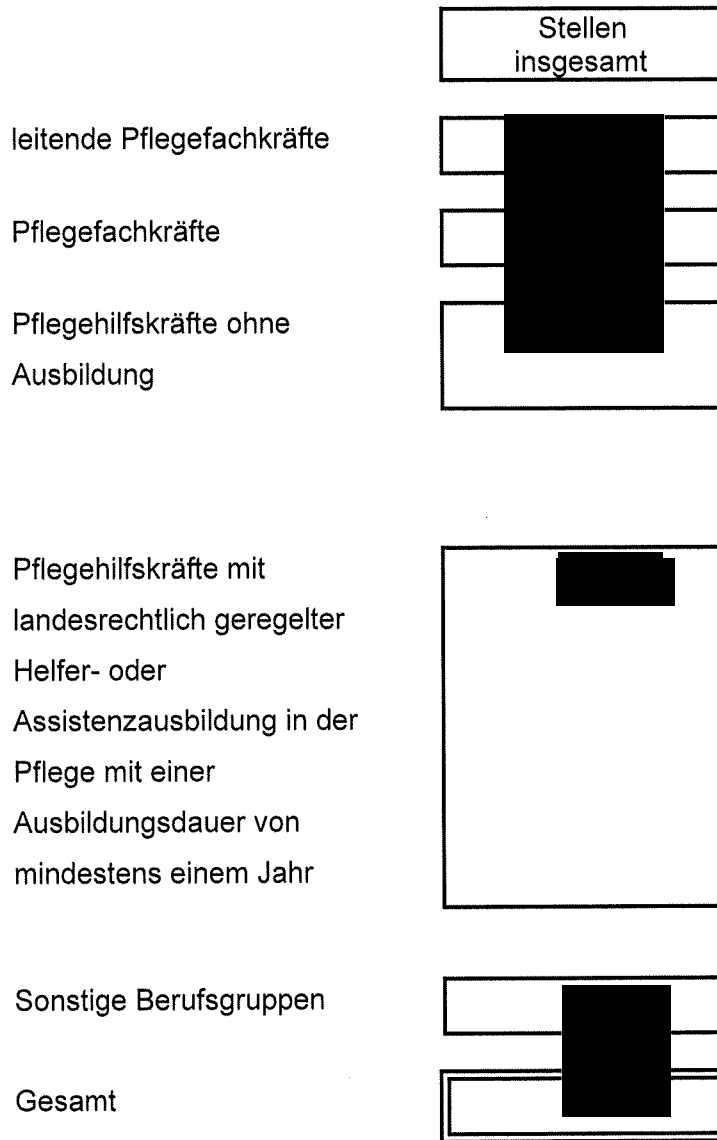 Stellen
insgesamt
leitende Pflegefachkräfte
Pflegefachkräfte
Pflegehilfskräfte ohne
Ausbildung
Pflegehilfskräfte mit
landesrechtlich geregelter
Helfer- oder
Assistenzausbildung in der
Pflege mit einer
Ausbildungsdauer von
mindestens einem Jahr
Sonstige Berufsgruppen
Gesamt